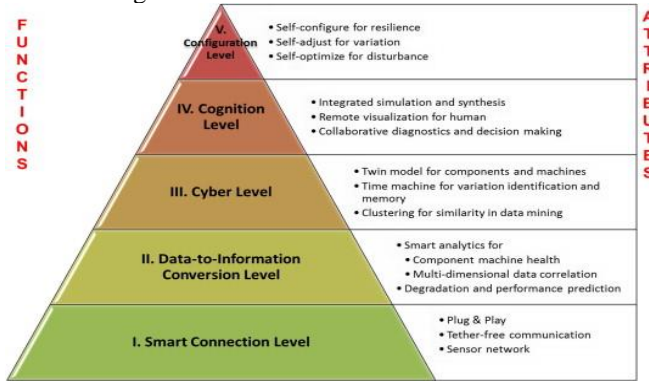 FUNCTIONS
ATTRIBUTES
V.
Configuration
Level
• Self-configure for resilience
• Self-adjust for variation
• Self-optimize for disturbance
IV. Cognition
Level
• Integrated simulation and synthesis
• Remote visualization for human
• Collaborative diagnostics and decision making
III. Cyber Level
• Twin model for components and machines
• Time machine for variation identification and
memory
• Clustering for similarity in data mining
II. Data-to-Information
Conversion Level
• Smart analytics for
• Component machine health
• Multi-dimensional data correlation
• Degradation and performance prediction
I. Smart Connection Level
• Plug & Play
• Tether-free communication
• Sensor network